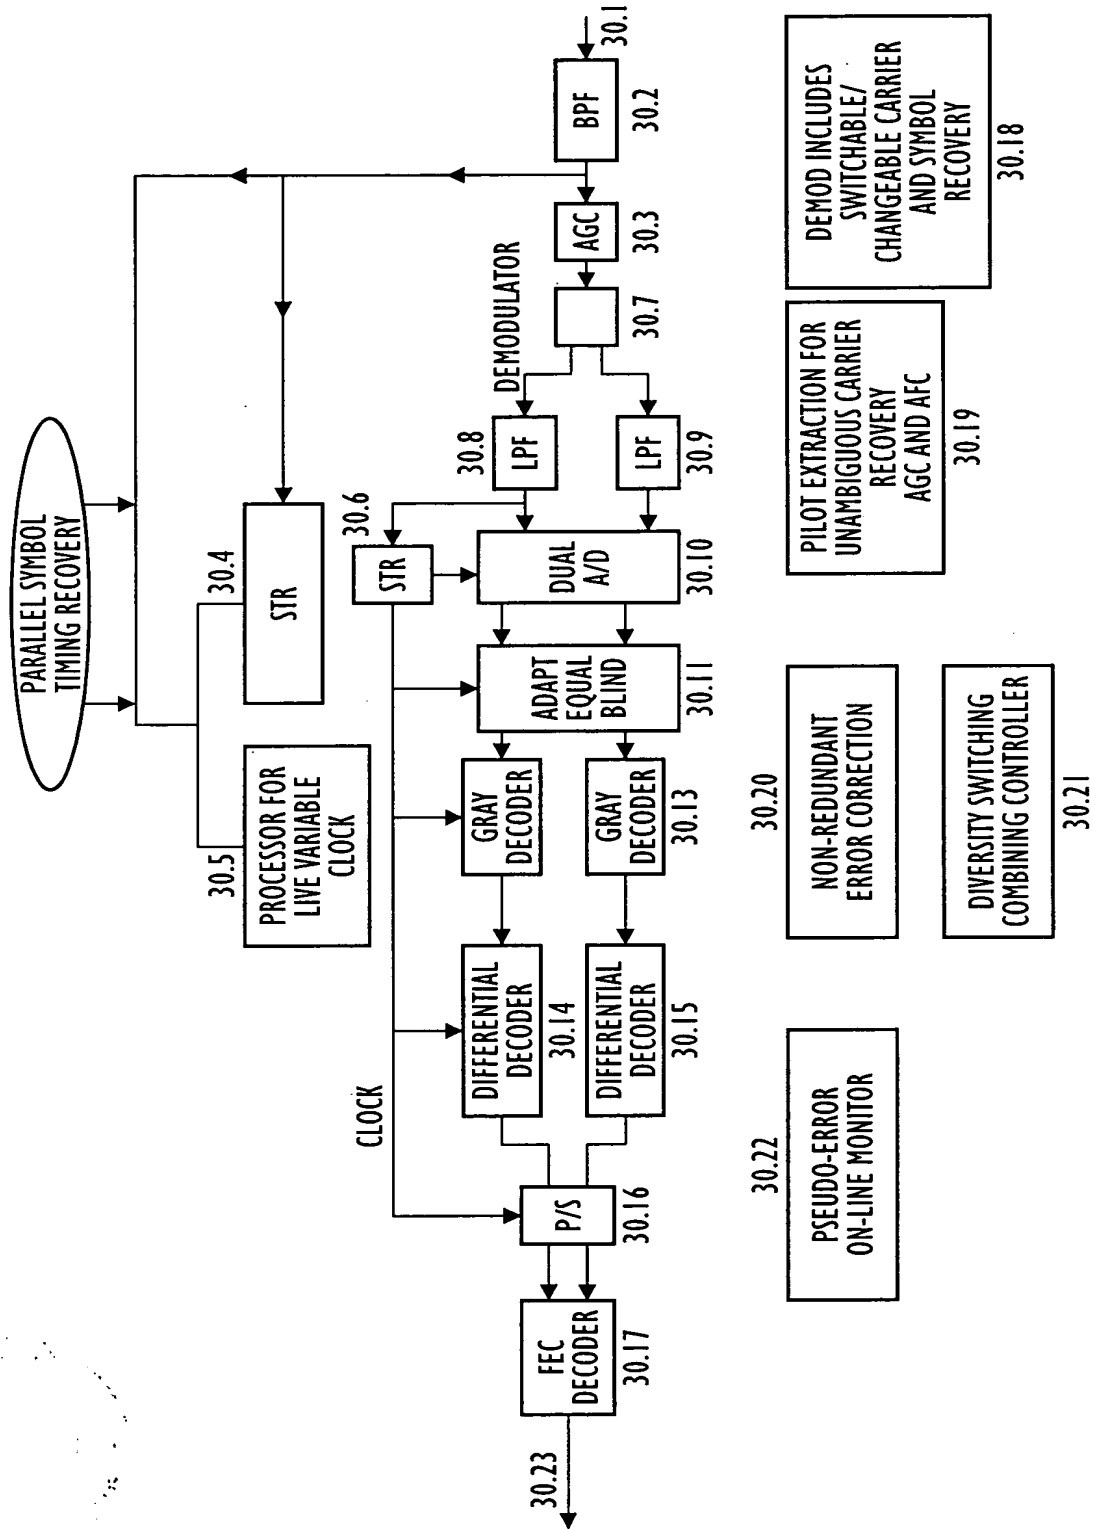 PARALLEL SYMBOL
TIMING RECOVERY
30.5
PROCESSOR FOR
LIVE VARIABLE
CLOCK
30.4
STR
CLOCK
30.6
STR
DEMODULATOR
30.23
FEC
DECODER
30.17
P/S
30.16
DIFFERENTIAL
DECODER
30.14
DIFFERENTIAL
DECODER
30.15
GRAY
DECODER
GRAY
DECODER
30.13
ADAPT
EQUAL
BLIND
30.11
DUAL
A/D
30.10
30.8
LPF
LPF
30.9
30.7
AGC
30.3
BPF
30.2
30.1
30.22
PSEUDO-ERROR
ON-LINE MONITOR
30.20
NON-REDUNDANT
ERROR CORRECTION
DIVERSITY SWITCHING
COMBINING CONTROLLER
30.21
PILOT EXTRACTION FOR
UNAMBIGUOUS CARRIER
RECOVERY
AGC AND AFC
30.19
DEMOD INCLUDES
SWITCHABLE/
CHANGEABLE CARRIER
AND SYMBOL
RECOVERY
30.18